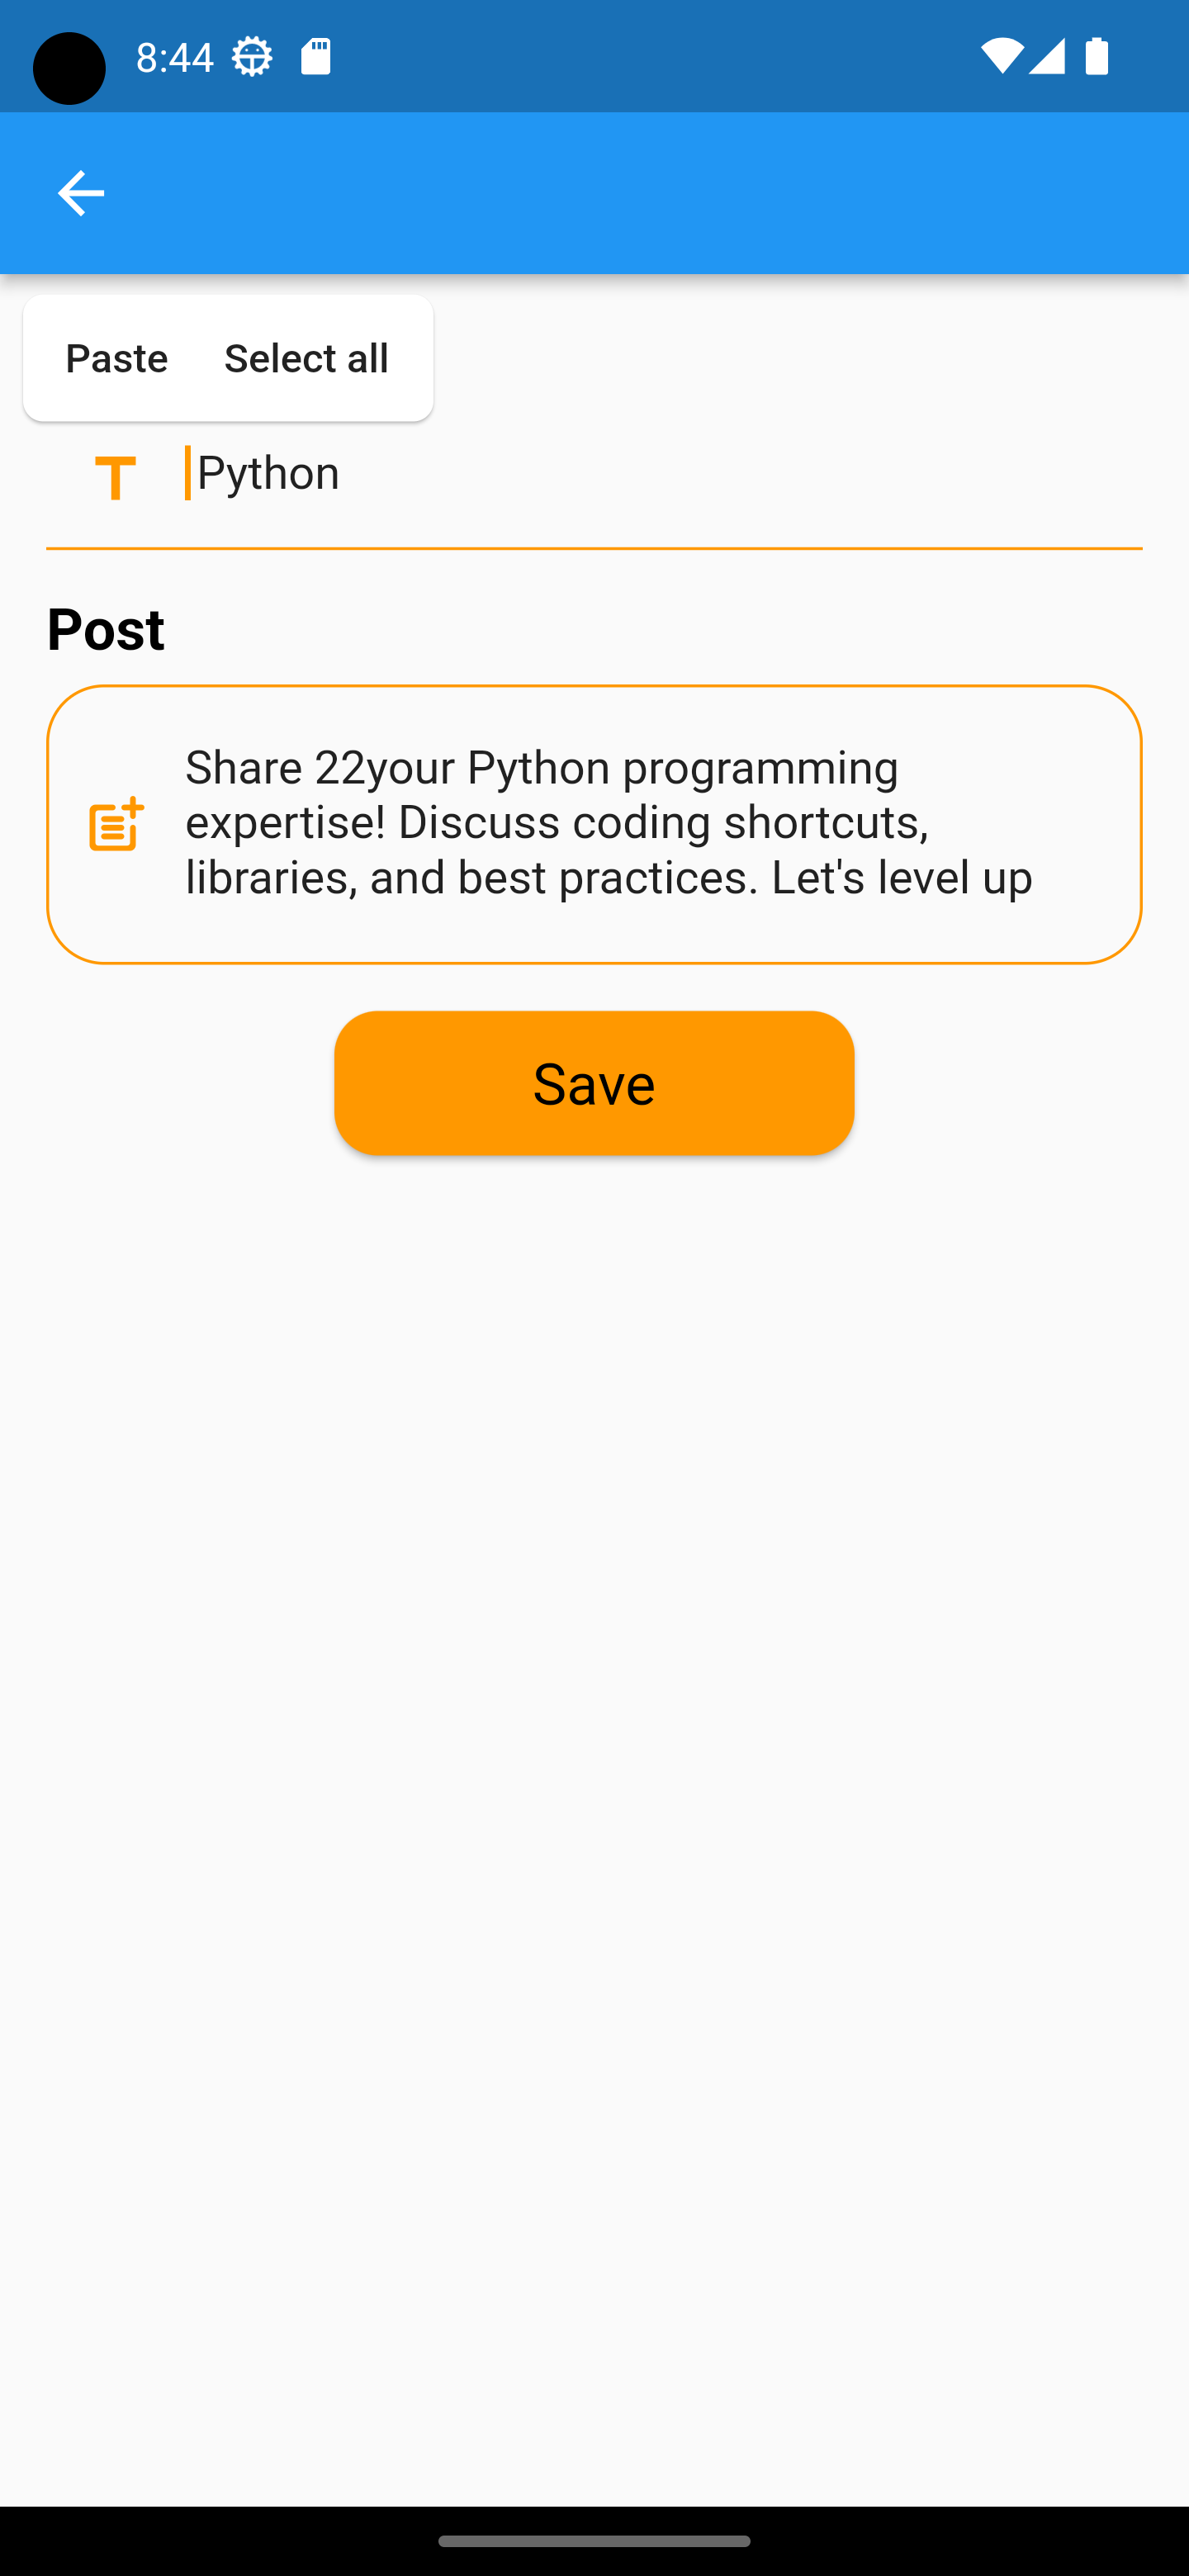 8:44
Paste Select all
Python
Post
Share 22your Python programming
expertise! Discuss coding shortcuts,
libraries, and best practices. Let's level up
Save